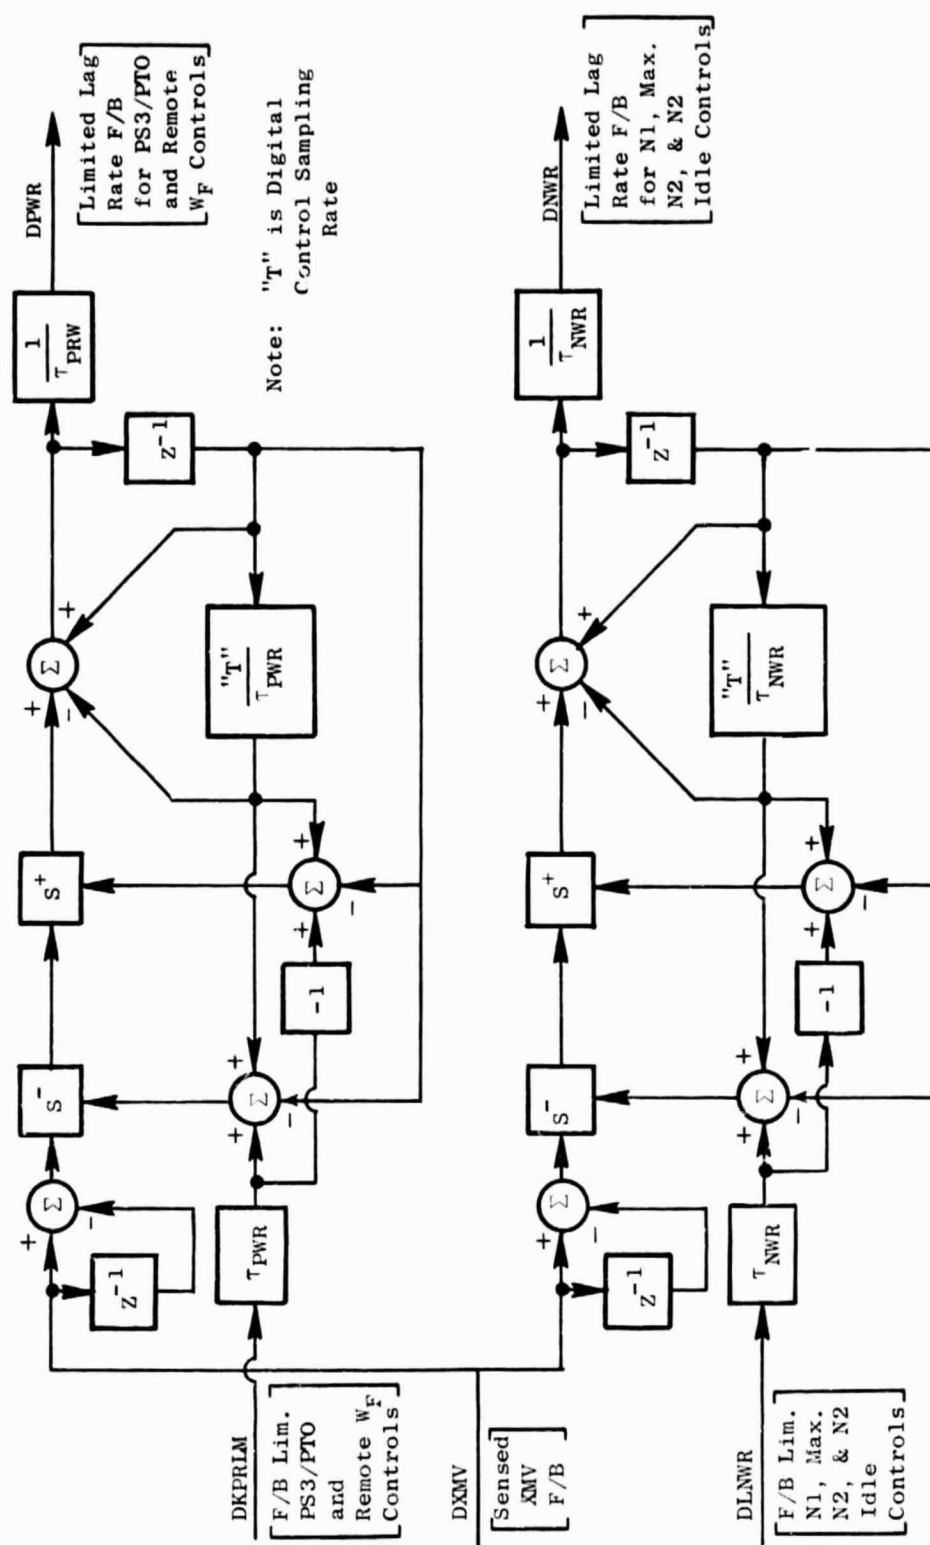 DKPRLM
[F/B Lim.
PS3/PTO
and
Remote W_F
Controls]
DXMV
[Sensed
XMV
F/B]
DLNWR
[F/B Lim.
N1, Max.
N2, & N2
Idle
Controls]
+
Σ
-
Z⁻¹
S⁻
S⁺
+
-
Σ
+
1
τ_PRW
DPWR
[Limited Lag
Rate F/B
for PS3/PTO
and Remote
W_F Controls]
τ_PWR
+
Σ
+
-
-1
+
Σ
+
-
"T"
τ_PWR
Z⁻¹
Note: "T" is Digital
Control Sampling
Rate
+
Σ
-
Z⁻¹
S⁻
S⁺
+
-
Σ
+
1
τ_NWR
DNWR
[Limited Lag
Rate F/B
for N1, Max.
N2, & N2
Idle Controls]
τ_NWR
+
Σ
+
-
-1
+
Σ
+
-
"T"
τ_NWR
Z⁻¹